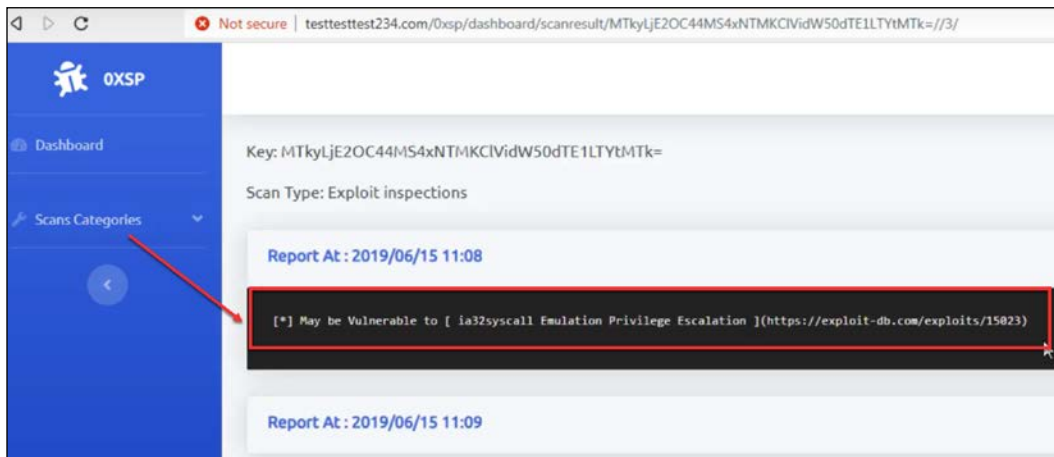 Not secure | testtesttest234.com/0xsp/dashboard/scanresult/MTkyLjE2OC44MS4xNTMKClVidW50dTE1LTYtMTk=//3/
0XSP
Dashboard
Scans Categories
Key: MTkyLjE2OC44MS4xNTMKClVidW50dTE1LTYtMTk=
Scan Type: Exploit inspections
Report At : 2019/06/15 11:08
[*] May be Vulnerable to [ ia32syscall Emulation Privilege Escalation ](https://exploit-db.com/exploits/15023)
Report At : 2019/06/15 11:09